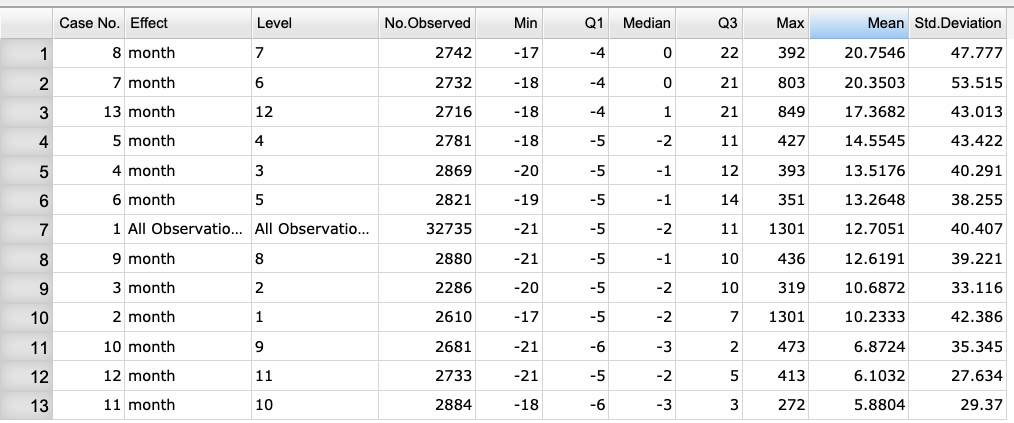 Case No. Effect Level No.Observed Min Q1 Median Q3 Max Mean Std.Deviation
1 8 month 7 2742 -17 -4 0 22 392 20.7546 47.777
2 7 month 6 2732 -18 -4 0 21 803 20.3503 53.515
3 13 month 12 2716 -18 -4 1 21 849 17.3682 43.013
4 5 month 4 2781 -18 -5 -2 11 427 14.5545 43.422
5 4 month 3 2869 -20 -5 -1 12 393 13.5176 40.291
6 6 month 5 2821 -19 -5 -1 14 351 13.2648 38.255
7 1 All Observatio... All Observatio... 32735 -21 -5 -2 11 1301 12.7051 40.407
8 9 month 8 2880 -21 -5 -1 10 436 12.6191 39.221
9 3 month 2 2286 -20 -5 -2 10 319 10.6872 33.116
10 2 month 1 2610 -17 -5 -2 7 1301 10.2333 42.386
11 10 month 9 2681 -21 -6 -3 2 473 6.8724 35.345
12 12 month 11 2733 -21 -5 -2 5 413 6.1032 27.634
13 11 month 10 2884 -18 -6 -3 3 272 5.8804 29.37